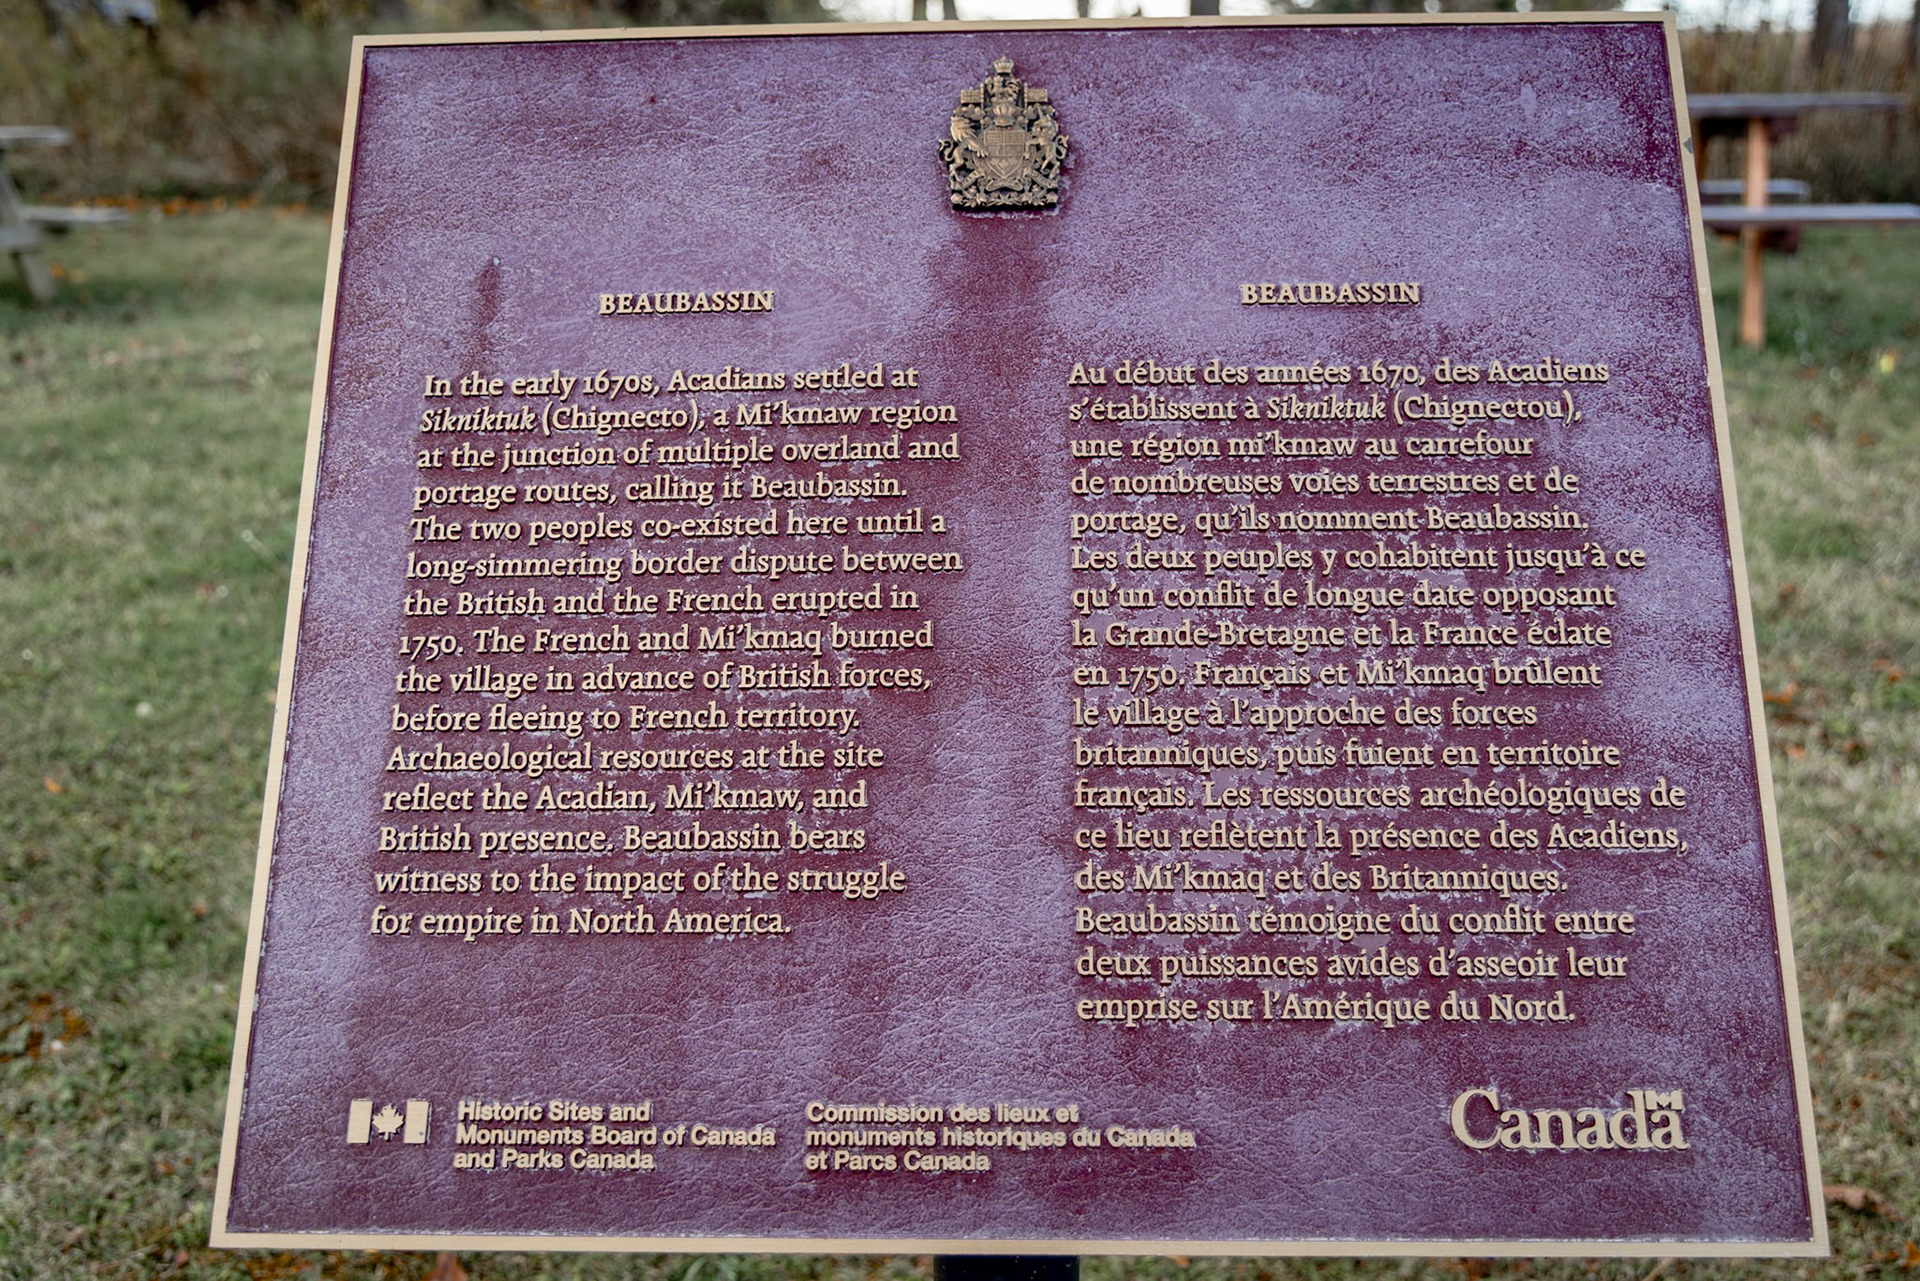 BEAUBASSIN
In the early 1670s, Acadians settled at
Sikniktuk (Chignecto), a Mi'kmaw region
at the junction of multiple overland and
portage routes, calling it Beaubassin.
The two peoples co-existed here until a
long-simmering border dispute between
the British and the French erupted in
1750. The French and Mi'kmaq burned
the village in advance of British forces,
before fleeing to French territory.
Archaeological resources at the site
reflect the Acadian, Mi'kmaw, and
British presence. Beaubassin bears
witness to the impact of the struggle
for empire in North America.
BEAUBASSIN
Au début des années 1670, des Acadiens
s'établissent à Sikniktuk (Chignectou),
une région mi'kmaw au carrefour
de nombreuses voies terrestres et de
portage, qu'ils nomment Beaubassin.
Les deux peuples y cohabitent jusqu'à ce
qu'un conflit de longue date opposant
la Grande-Bretagne et la France éclate
en 1750. Français et Mi'kmaq brûlent
le village à l'approche des forces
britanniques, puis fuient en territoire
français. Les ressources archéologiques de
ce lieu reflètent la présence des Acadiens,
des Mi'kmaq et des Britanniques.
Beaubassin témoigne du conflit entre
deux puissances avides d'asseoir leur
emprise sur l'Amérique du Nord.
Historic Sites and
Monuments Board of Canada
and Parks Canada
Commission des lieux et
monuments historiques du Canada
et Parcs Canada
Canada